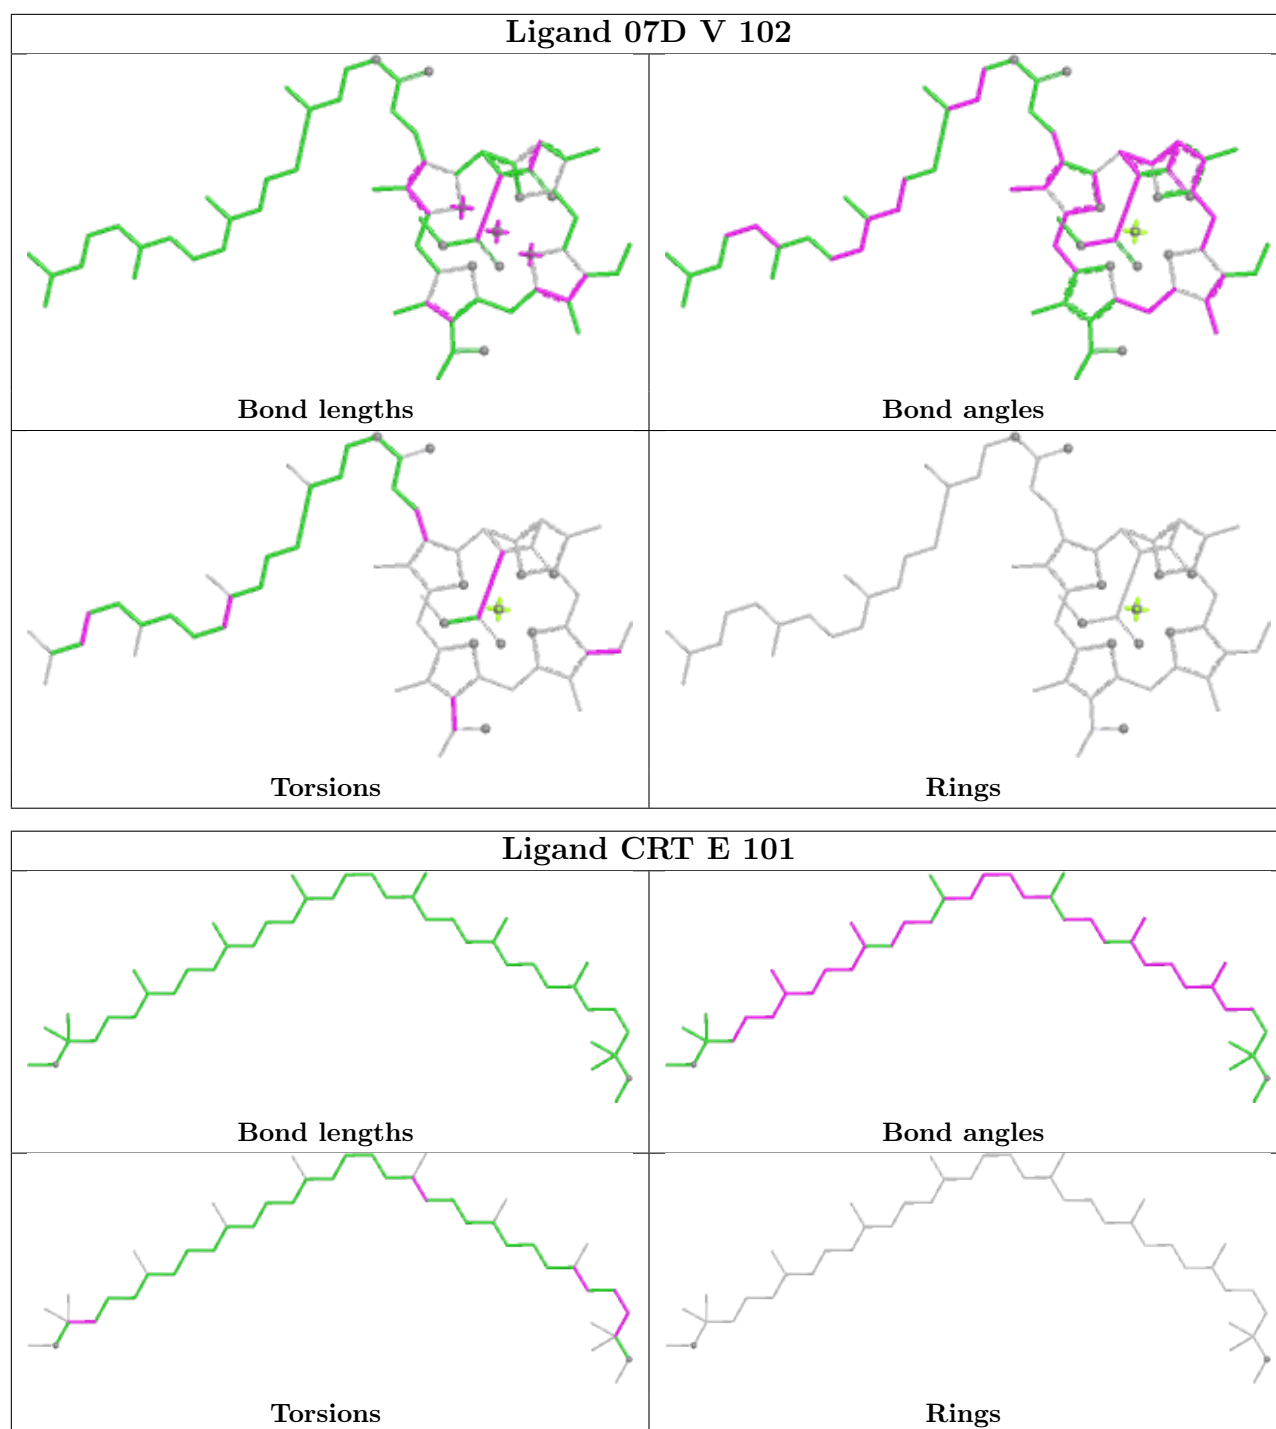 Ligand 07D V 102
Bond lengths
Bond angles
Torsions
Rings
Ligand CRT E 101
Bond lengths
Bond angles
Torsions
Rings